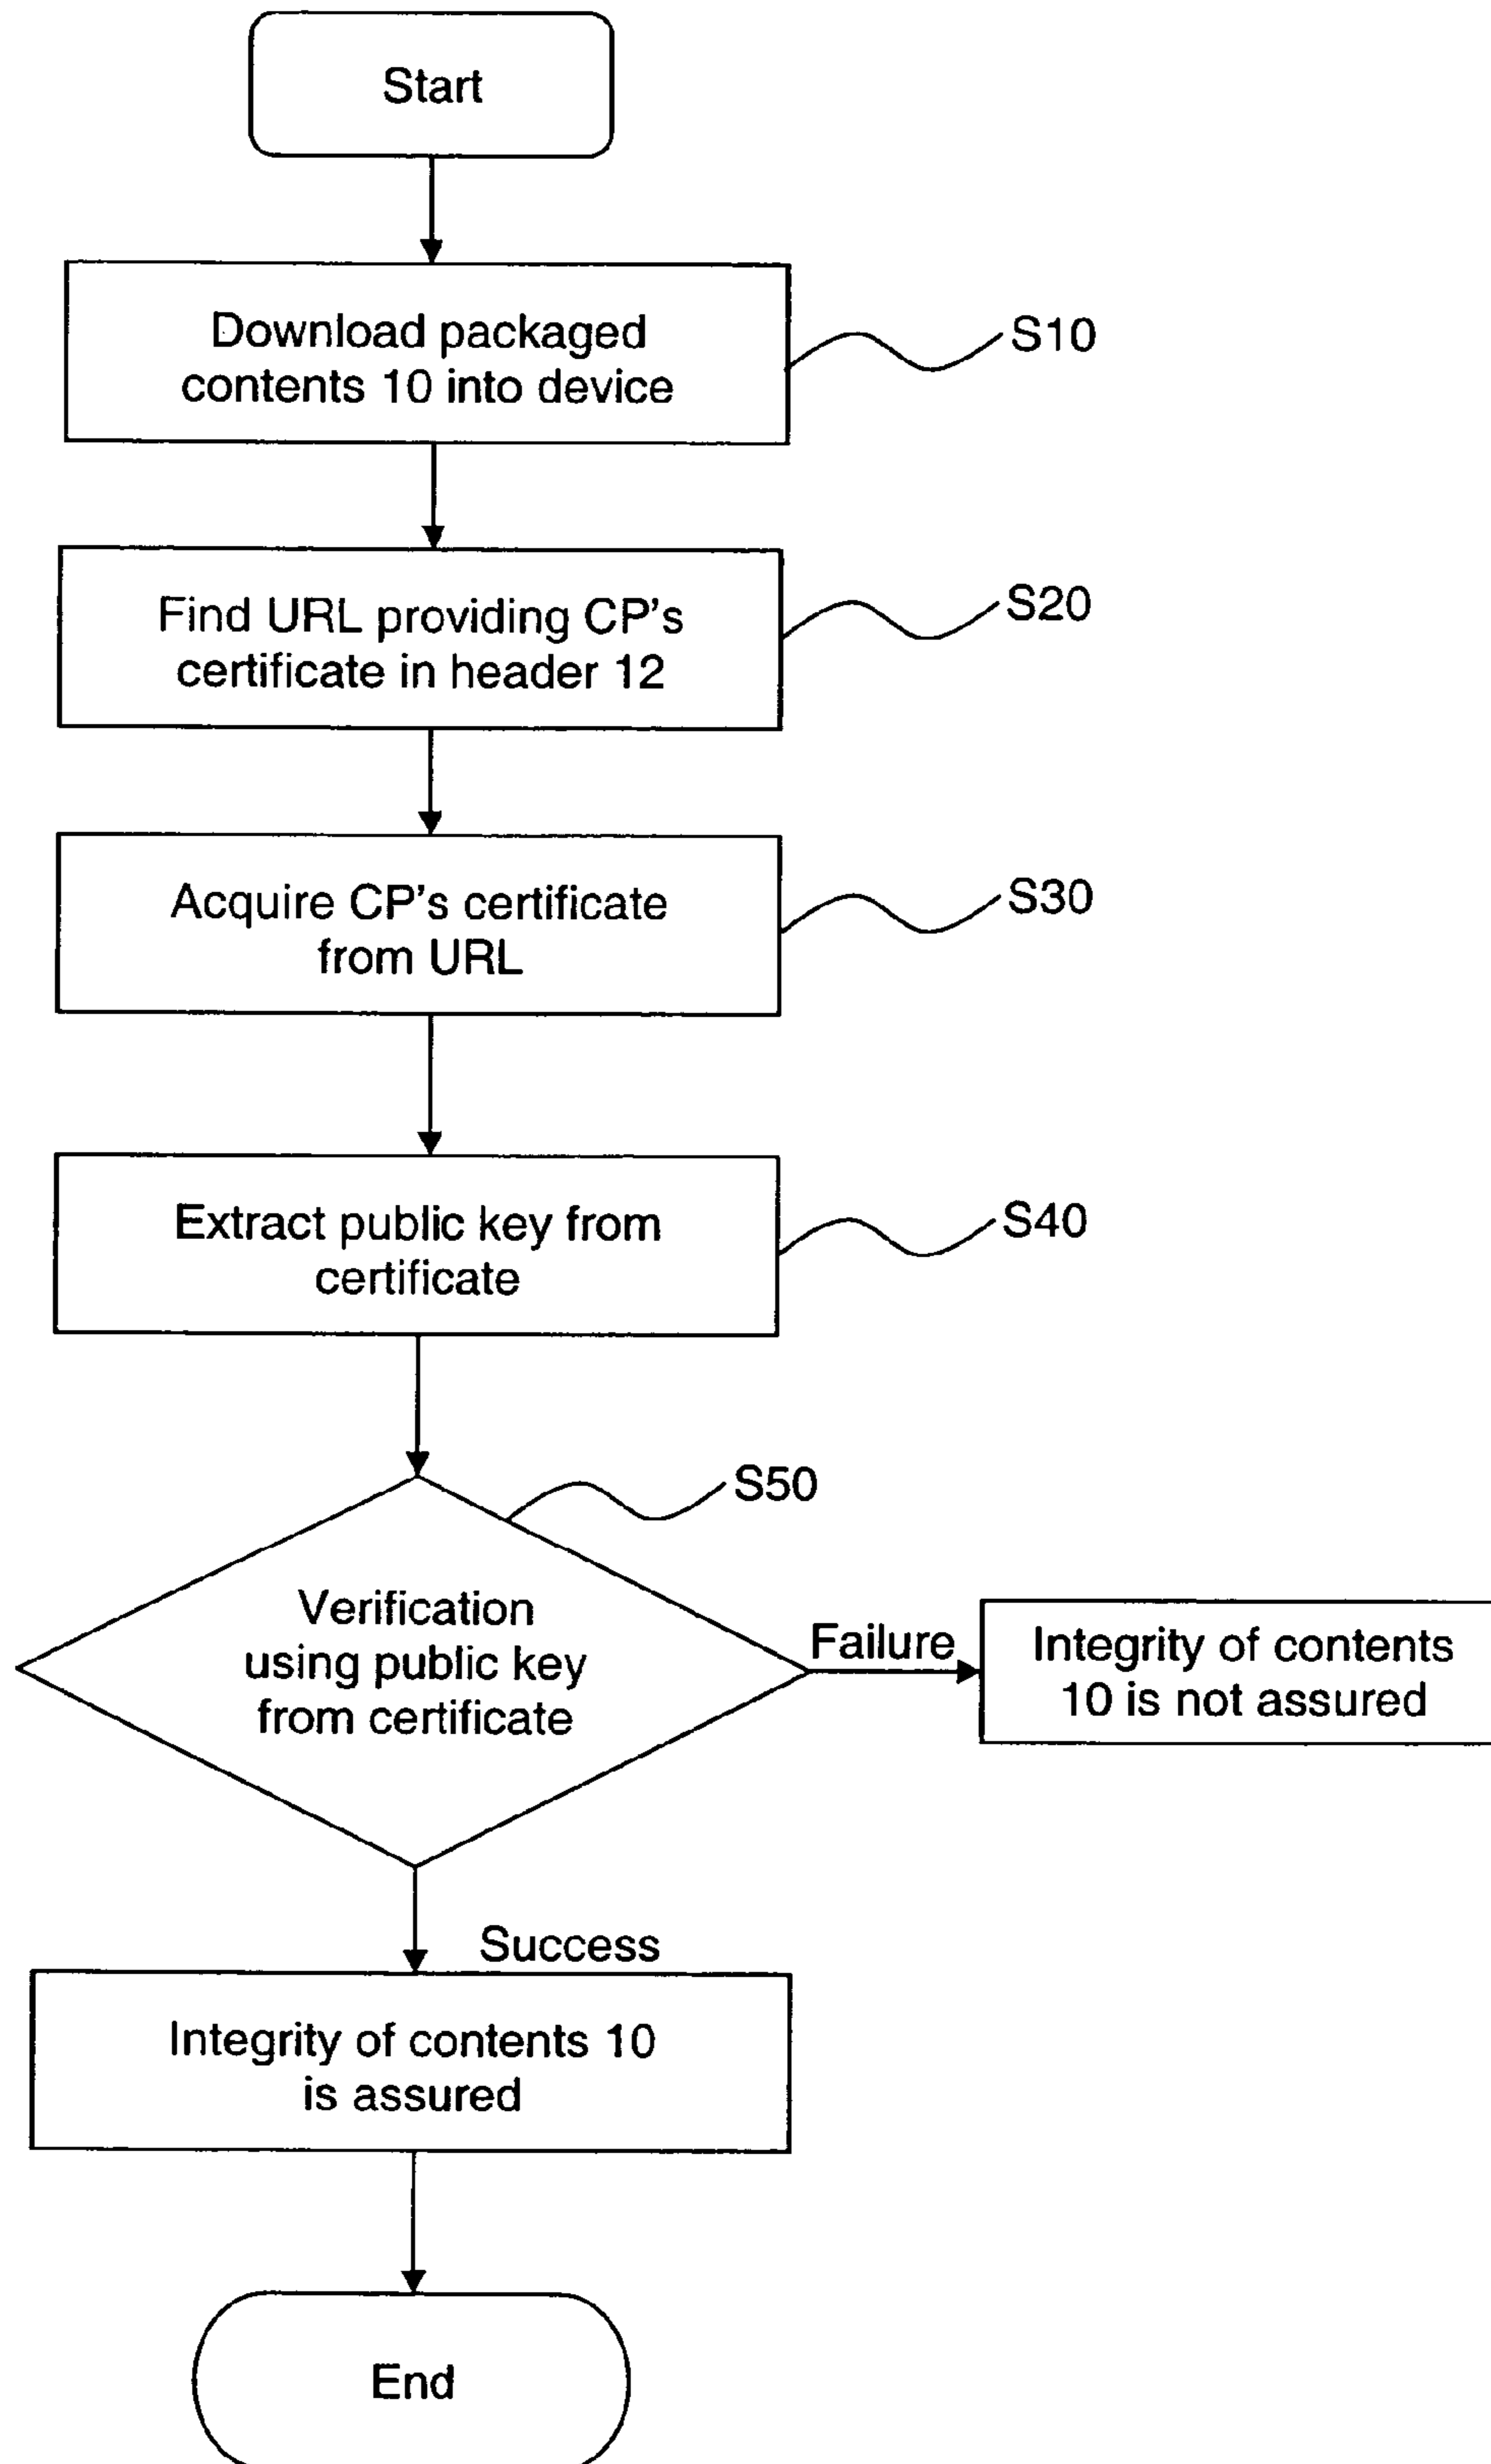 Start
Download packaged
contents 10 into device
S10
Find URL providing CP's
certificate in header 12
S20
Acquire CP's certificate
from URL
S30
Extract public key from
certificate
S40
S50
Verification
using public key
from certificate
Failure
Integrity of contents
10 is not assured
Success
Integrity of contents 10
is assured
End